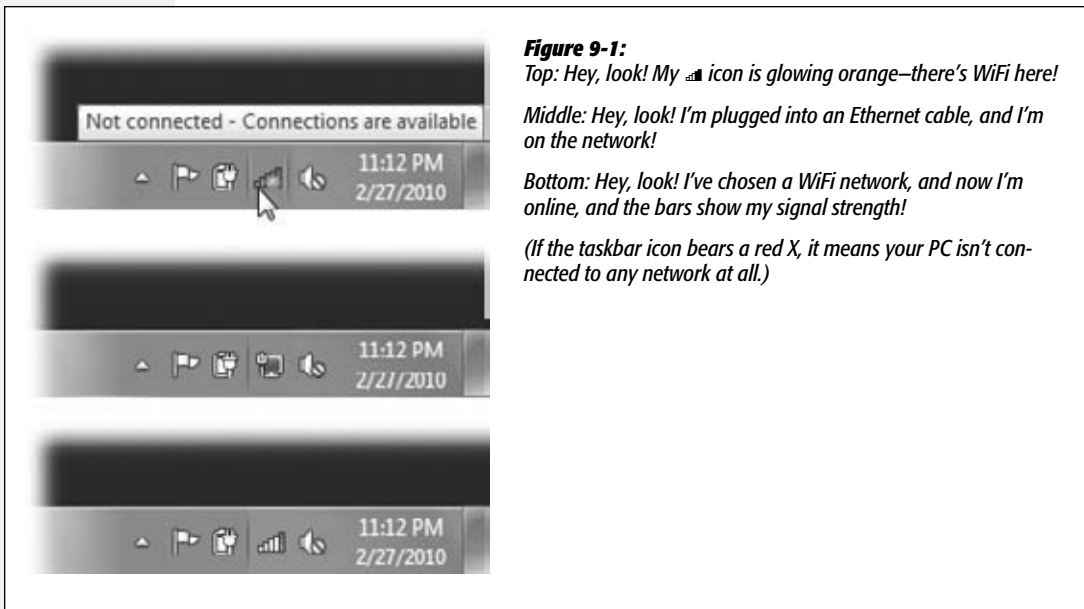 Not connected - Connections are available
11:12 PM
2/27/2010
11:12 PM
2/27/2010
11:12 PM
2/27/2010
Figure 9-1:
Top: Hey, look! My icon is glowing orange—there's WiFi here!
Middle: Hey, look! I'm plugged into an Ethernet cable, and I'm
on the network!
Bottom: Hey, look! I've chosen a WiFi network, and now I'm
online, and the bars show my signal strength!
(If the taskbar icon bears a red X, it means your PC isn't con-
nected to any network at all.)